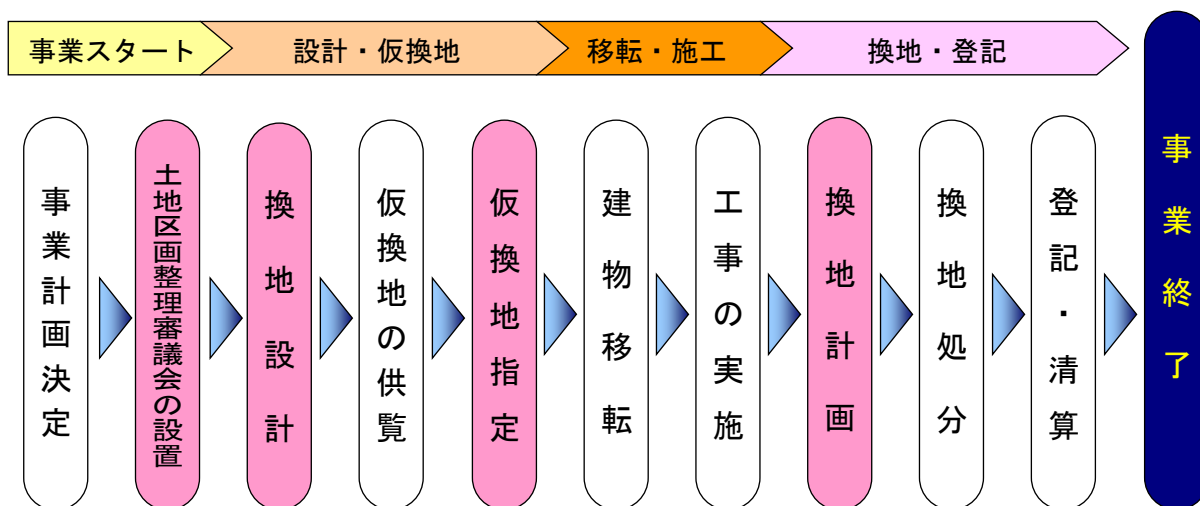 事業スタート
設計・仮換地
移転・施工
換地・登記
事業計画決定
土地区画整理審議会の設置
換地設計
仮換地の供覧
仮換地指定
建物移転
工事の実施
換地計画
換地処分
登記・清算
事業終了